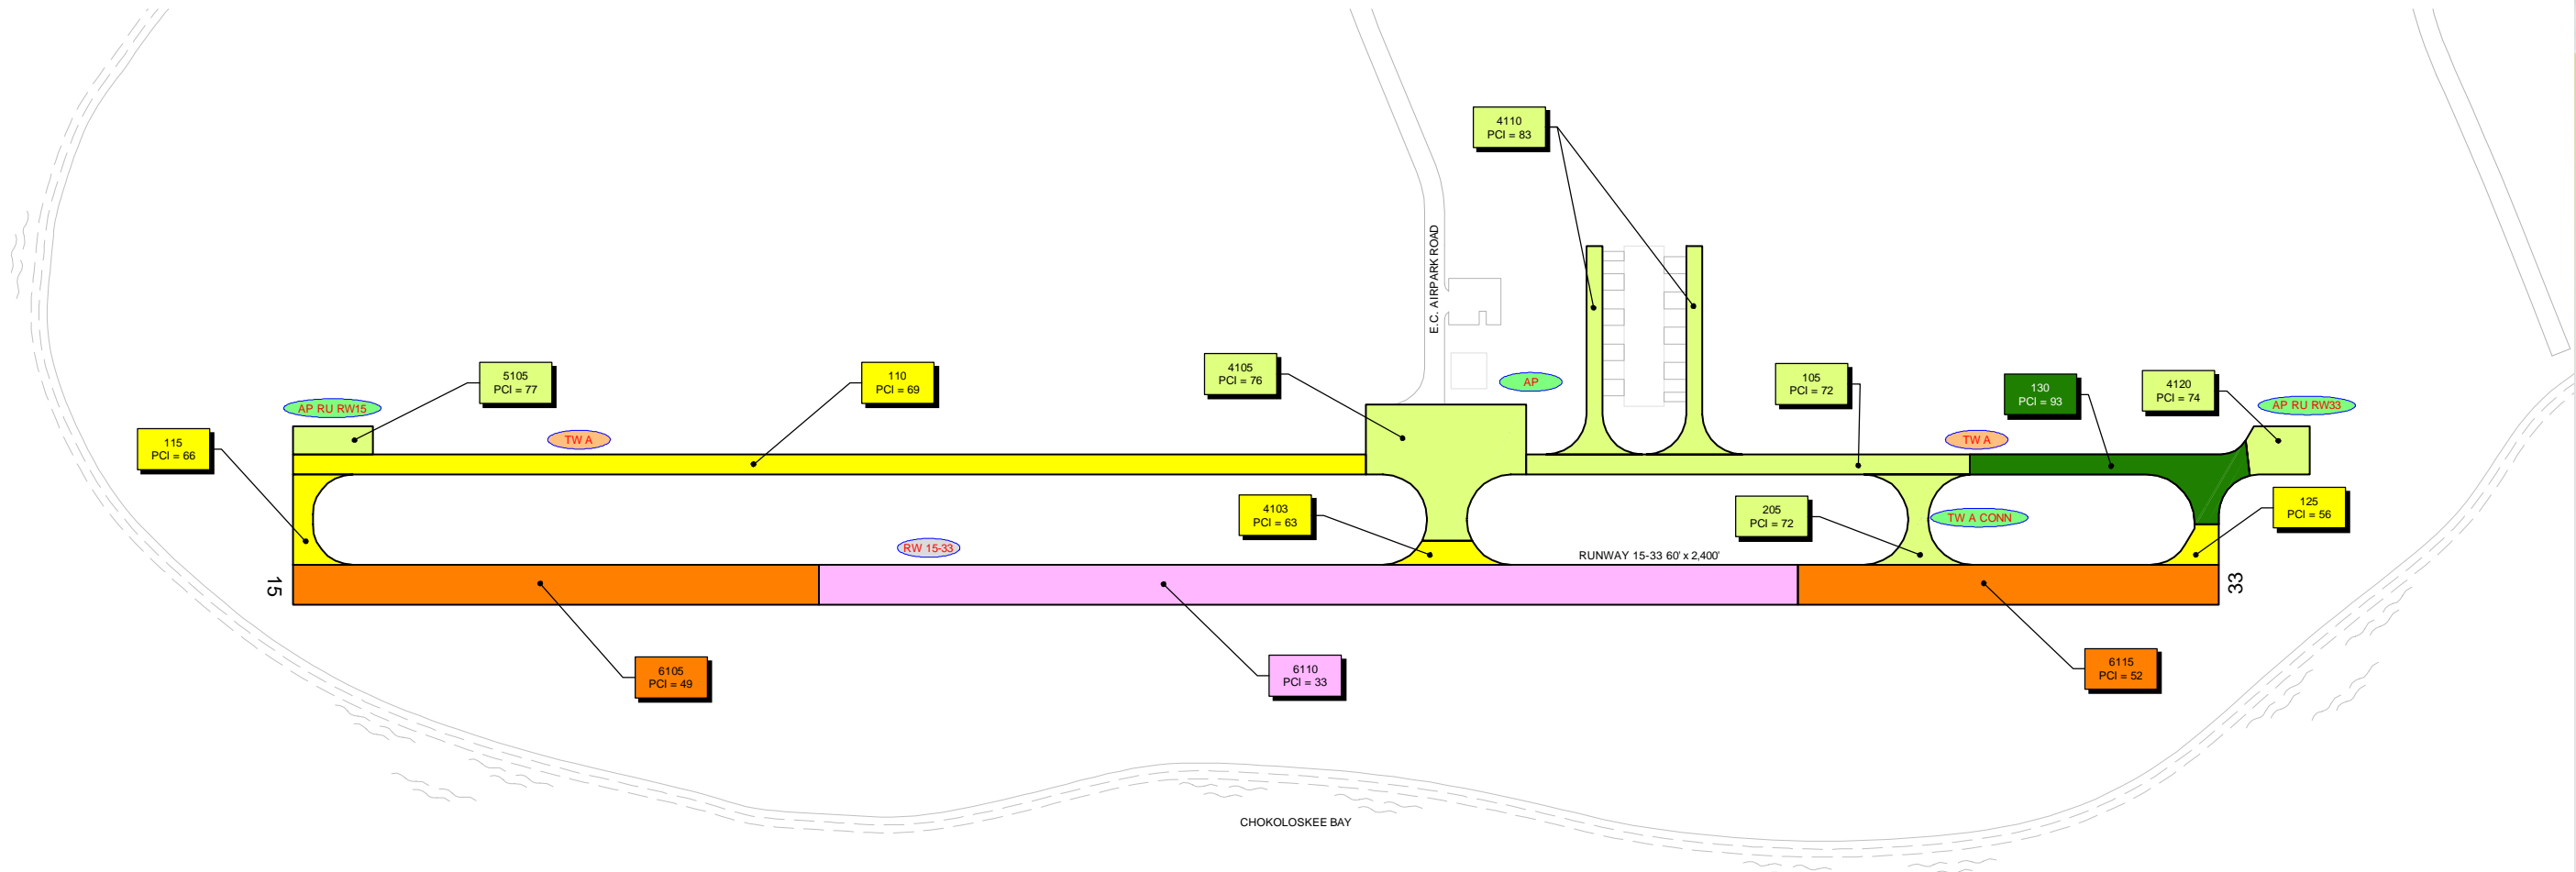 4110
PCI = 83
E.C. AIRPARK ROAD
5105
PCI = 77
110
PCI = 69
4105
PCI = 76
AP
105
PCI = 72
130
PCI = 93
4120
PCI = 74
AP RU RW15
AP RU RW33
115
PCI = 66
TW A
TW A
4103
PCI = 63
205
PCI = 72
TW A CONN
125
PCI = 56
RW 15-33
RUNWAY 15-33 60' x 2,400'
15
33
6105
PCI = 49
6110
PCI = 33
6115
PCI = 52
CHOKOLOSKEE BAY